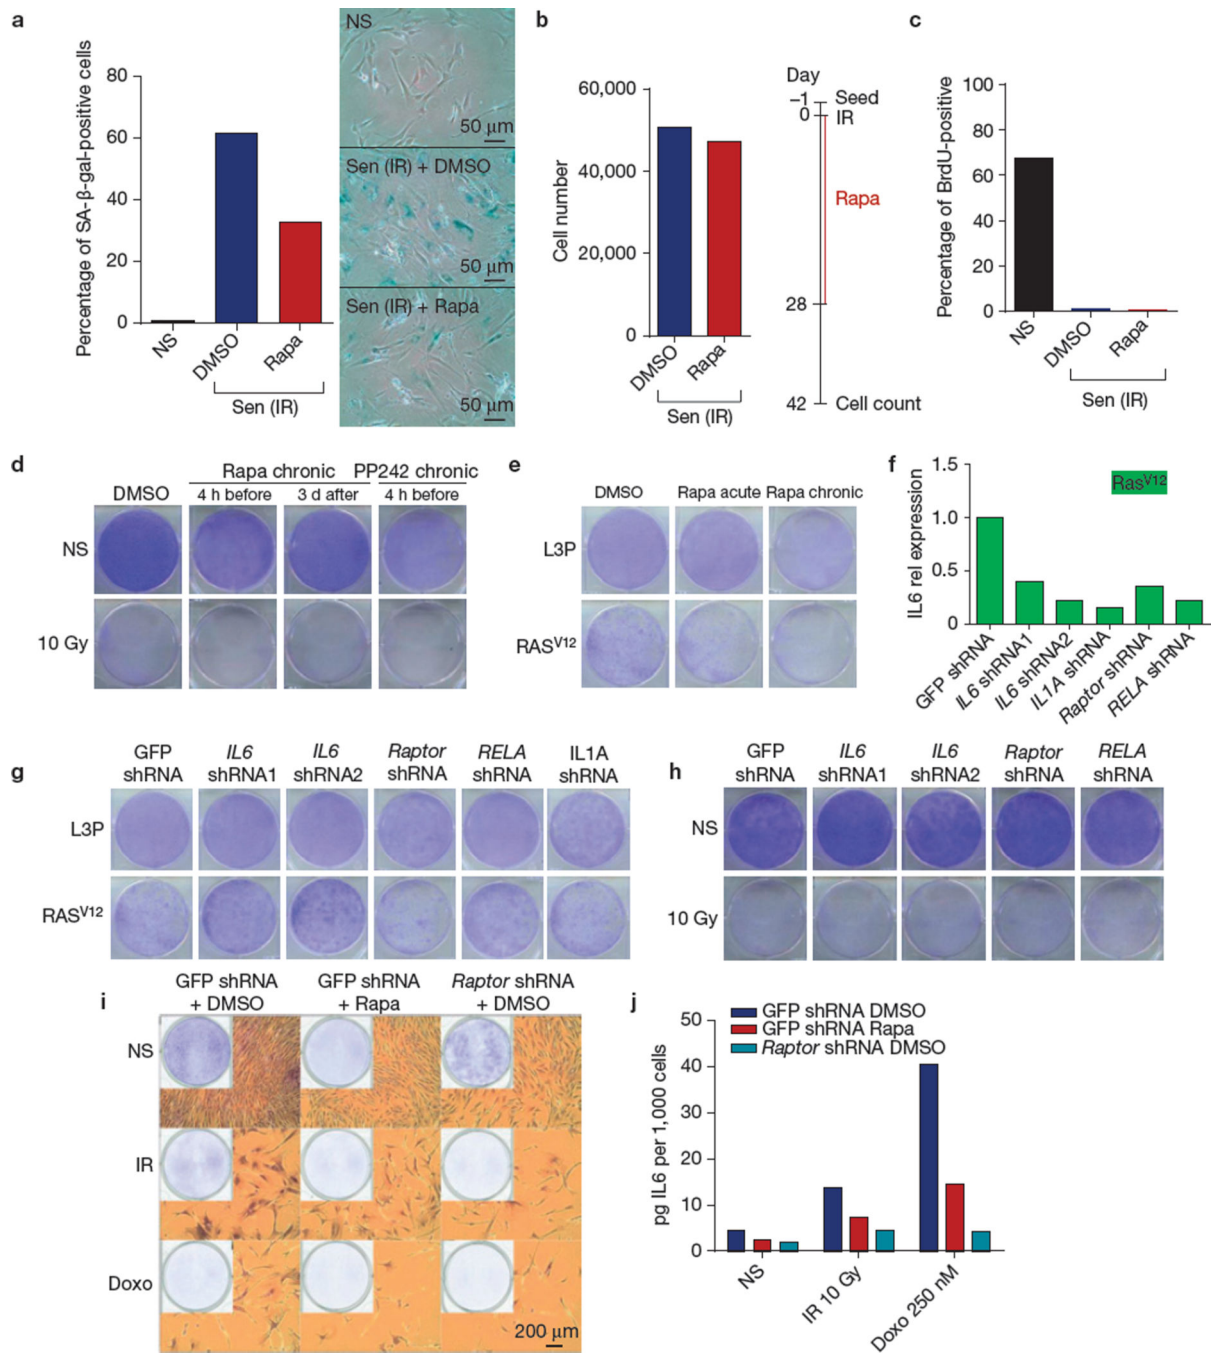 a
Percentage of SA-β-gal-positive cells
80
60
40
20
0
NS
DMSO
Rapa
Sen (IR)
NS
50 μm
Sen (IR) + DMSO
50 μm
Sen (IR) + Rapa
50 μm
b
Cell number
60,000
40,000
20,000
0
DMSO
Rapa
Sen (IR)
Day
–1 Seed
0 IR
Rapa
28
42 Cell count
c
Percentage of BrdU-positive
100
80
60
40
20
0
NS
DMSO
Rapa
Sen (IR)
d
Rapa chronic PP242 chronic
DMSO 4 h before 3 d after 4 h before
NS
10 Gy
e
DMSO Rapa acute Rapa chronic
L3P
RASV12
f
IL6 rel expression
1.5
1.0
0.5
0
RasV12
GFP shRNA
IL6 shRNA1
IL6 shRNA2
IL1A shRNA
Raptor shRNA
RELA shRNA
g
GFP IL6 IL6 Raptor RELA IL1A
shRNA shRNA1 shRNA2 shRNA shRNA shRNA
L3P
RASV12
h
GFP IL6 IL6 Raptor RELA
shRNA shRNA1 shRNA2 shRNA shRNA
NS
10 Gy
i
GFP shRNA GFP shRNA Raptor shRNA
+ DMSO + Rapa + DMSO
NS
IR
Doxo
200 μm
j
GFP shRNA DMSO
GFP shRNA Rapa
Raptor shRNA DMSO
pg IL6 per 1,000 cells
50
40
30
20
10
0
NS
IR 10 Gy
Doxo 250 nM